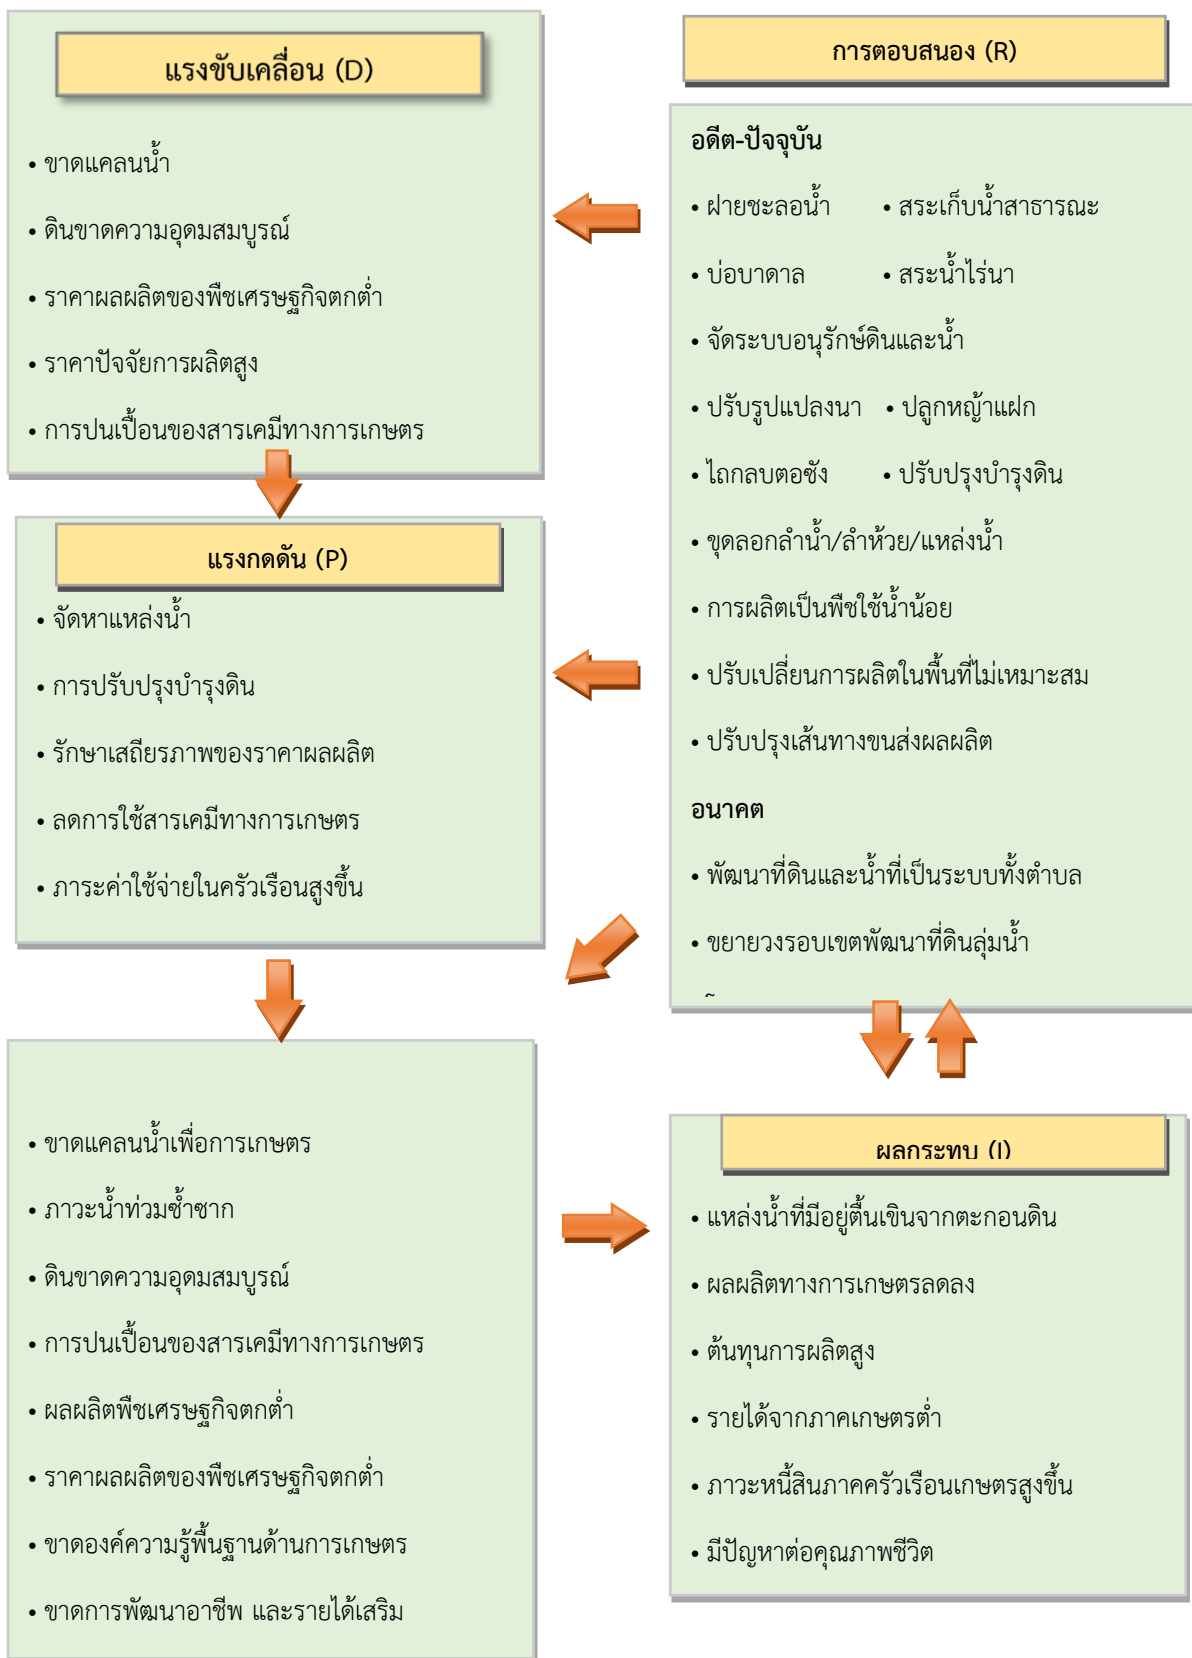 แรงขับเคลื่อน (D)
• ขาดแคลนน้ำ
• ดินขาดความอุดมสมบูรณ์
• ราคาผลผลิตของพืชเศรษฐกิจตกต่ำ
• ราคาปัจจัยการผลิตสูง
• การปนเปื้อนของสารเคมีทางการเกษตร
แรงกดดัน (P)
• จัดหาแหล่งน้ำ
• การปรับปรุงบำรุงดิน
• รักษาเสถียรภาพของราคาผลผลิต
• ลดการใช้สารเคมีทางการเกษตร
• ภาระค่าใช้จ่ายในครัวเรือนสูงขึ้น
• ขาดแคลนน้ำเพื่อการเกษตร
• ภาวะน้ำท่วมซ้ำซาก
• ดินขาดความอุดมสมบูรณ์
• การปนเปื้อนของสารเคมีทางการเกษตร
• ผลผลิตพืชเศรษฐกิจตกต่ำ
• ราคาผลผลิตของพืชเศรษฐกิจตกต่ำ
• ขาดองค์ความรู้พื้นฐานด้านการเกษตร
• ขาดการพัฒนาอาชีพ และรายได้เสริม
การตอบสนอง (R)
อดีต-ปัจจุบัน
• ฝายชะลอน้ำ • สระเก็บน้ำสาธารณะ
• บ่อบาดาล • สระน้ำไร่นา
• จัดระบบอนุรักษ์ดินและน้ำ
• ปรับรูปแปลงนา • ปลูกหญ้าแฝก
• ไถกลบตอซัง • ปรับปรุงบำรุงดิน
• ขุดลอกลำน้ำ/ลำห้วย/แหล่งน้ำ
• การผลิตเป็นพืชใช้น้ำน้อย
• ปรับเปลี่ยนการผลิตในพื้นที่ไม่เหมาะสม
• ปรับปรุงเส้นทางขนส่งผลผลิต
อนาคต
• พัฒนาที่ดินและน้ำที่เป็นระบบทั้งตำบล
• ขยายวงรอบเขตพัฒนาที่ดินลุ่มน้ำ
ผลกระทบ (I)
• แหล่งน้ำที่มีอยู่ตื้นเขินจากตะกอนดิน
• ผลผลิตทางการเกษตรลดลง
• ต้นทุนการผลิตสูง
• รายได้จากภาคเกษตรต่ำ
• ภาวะหนี้สินภาคครัวเรือนเกษตรสูงขึ้น
• มีปัญหาต่อคุณภาพชีวิต